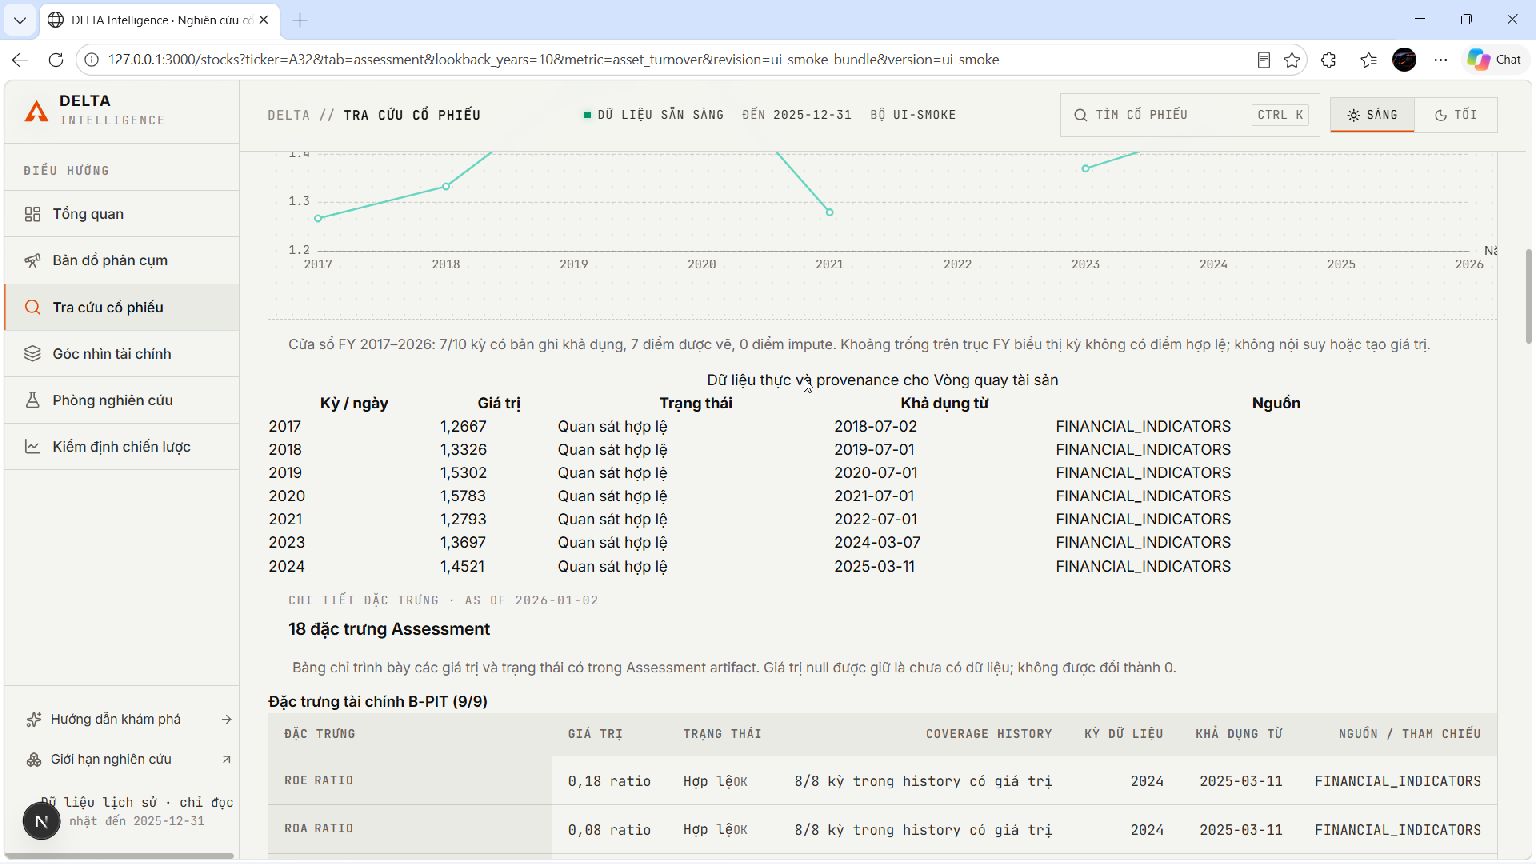 DELTA Intelligence · Nghiên cứu cổ
127.0.0.1:3000/stocks?ticker=A32&tab=assessment&lookback_years=10&metric=asset_turnover&revision=ui-smoke-bundle&version=ui-smoke
Chat
DELTA
INTELLIGENCE
DELTA // TRA CỨU CỔ PHIẾU
DỮ LIỆU SẴN SÀNG ĐẾN 2025-12-31 BỘ UI-SMOKE
TÌM CỔ PHIẾU CTRL K
SÁNG
TỐI
ĐIỀU HƯỚNG
Tổng quan
Bản đồ phân cụm
Tra cứu cổ phiếu
Góc nhìn tài chính
Phòng nghiên cứu
Kiểm định chiến lược
Hướng dẫn khám phá
Giới hạn nghiên cứu
Dữ liệu lịch sử · chỉ đọc
nhật đến 2025-12-31
N
1.4
1.3
1.2
2017 2018 2019 2020 2021 2022 2023 2024 2025 2026
Cửa sổ FY 2017–2026: 7/10 kỳ có bản ghi khả dụng, 7 điểm được vẽ, 0 điểm impute. Khoảng trống trên trục FY biểu thị kỳ không có điểm hợp lệ; không nội suy hoặc tạo giá trị.
Dữ liệu thực và provenance cho Vòng quay tài sản
Kỳ / ngày Giá trị Trạng thái Khả dụng từ Nguồn
2017 1,2667 Quan sát hợp lệ 2018-07-02 FINANCIAL_INDICATORS
2018 1,3326 Quan sát hợp lệ 2019-07-01 FINANCIAL_INDICATORS
2019 1,5302 Quan sát hợp lệ 2020-07-01 FINANCIAL_INDICATORS
2020 1,5783 Quan sát hợp lệ 2021-07-01 FINANCIAL_INDICATORS
2021 1,2793 Quan sát hợp lệ 2022-07-01 FINANCIAL_INDICATORS
2023 1,3697 Quan sát hợp lệ 2024-03-07 FINANCIAL_INDICATORS
2024 1,4521 Quan sát hợp lệ 2025-03-11 FINANCIAL_INDICATORS
CHI TIẾT ĐẶC TRƯNG · AS OF 2026-01-02
18 đặc trưng Assessment
Bảng chỉ trình bày các giá trị và trạng thái có trong Assessment artifact. Giá trị null được giữ là chưa có dữ liệu; không được đổi thành 0.
Đặc trưng tài chính B-PIT (9/9)
ĐẶC TRƯNG GIÁ TRỊ TRẠNG THÁI COVERAGE HISTORY KỲ DỮ LIỆU KHẢ DỤNG TỪ NGUỒN / THAM CHIẾU
ROE RATIO 0,18 ratio Hợp lệOK 8/8 kỳ trong history có giá trị 2024 2025-03-11 FINANCIAL_INDICATORS
ROA RATIO 0,08 ratio Hợp lệOK 8/8 kỳ trong history có giá trị 2024 2025-03-11 FINANCIAL_INDICATORS